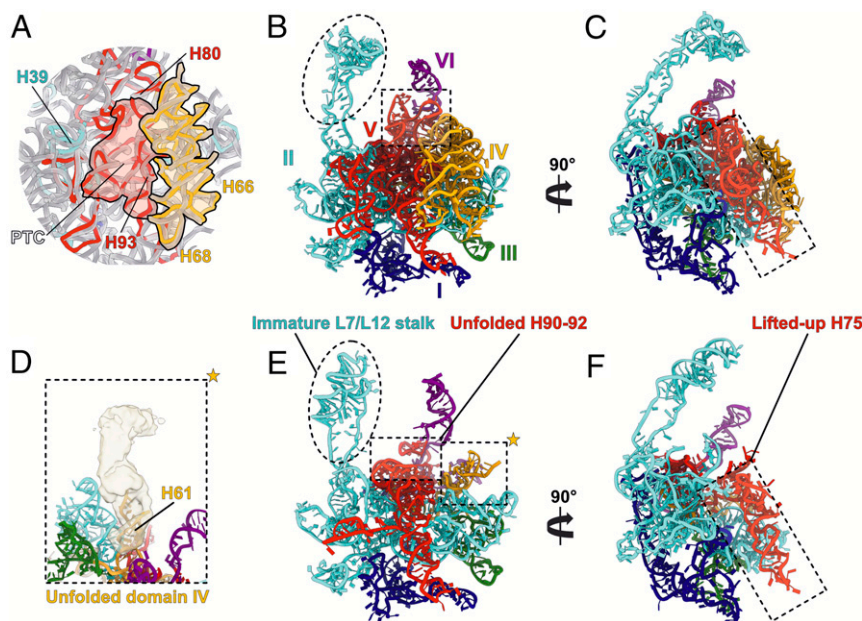 A
H80
H39
PTC
H93
H66
H68
B
VI
V
II
IV
III
I
90°
C
Immature L7/L12 stalk
Unfolded H90-92
Lifted-up H75
D
H61
Unfolded domain IV
E
90°
F